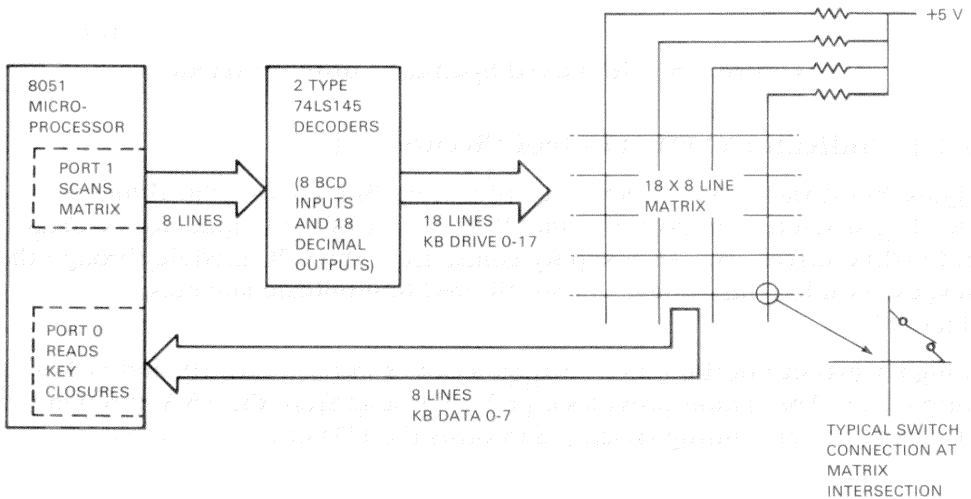 +5 V
8051
MICRO-
PROCESSOR
PORT 1
SCANS
MATRIX
8 LINES
2 TYPE
74LS145
DECODERS
(8 BCD
INPUTS
AND 18
DECIMAL
OUTPUTS)
18 LINES
KB DRIVE 0-17
18 X 8 LINE
MATRIX
PORT 0
READS
KEY
CLOSURES
8 LINES
KB DATA 0-7
TYPICAL SWITCH
CONNECTION AT
MATRIX
INTERSECTION